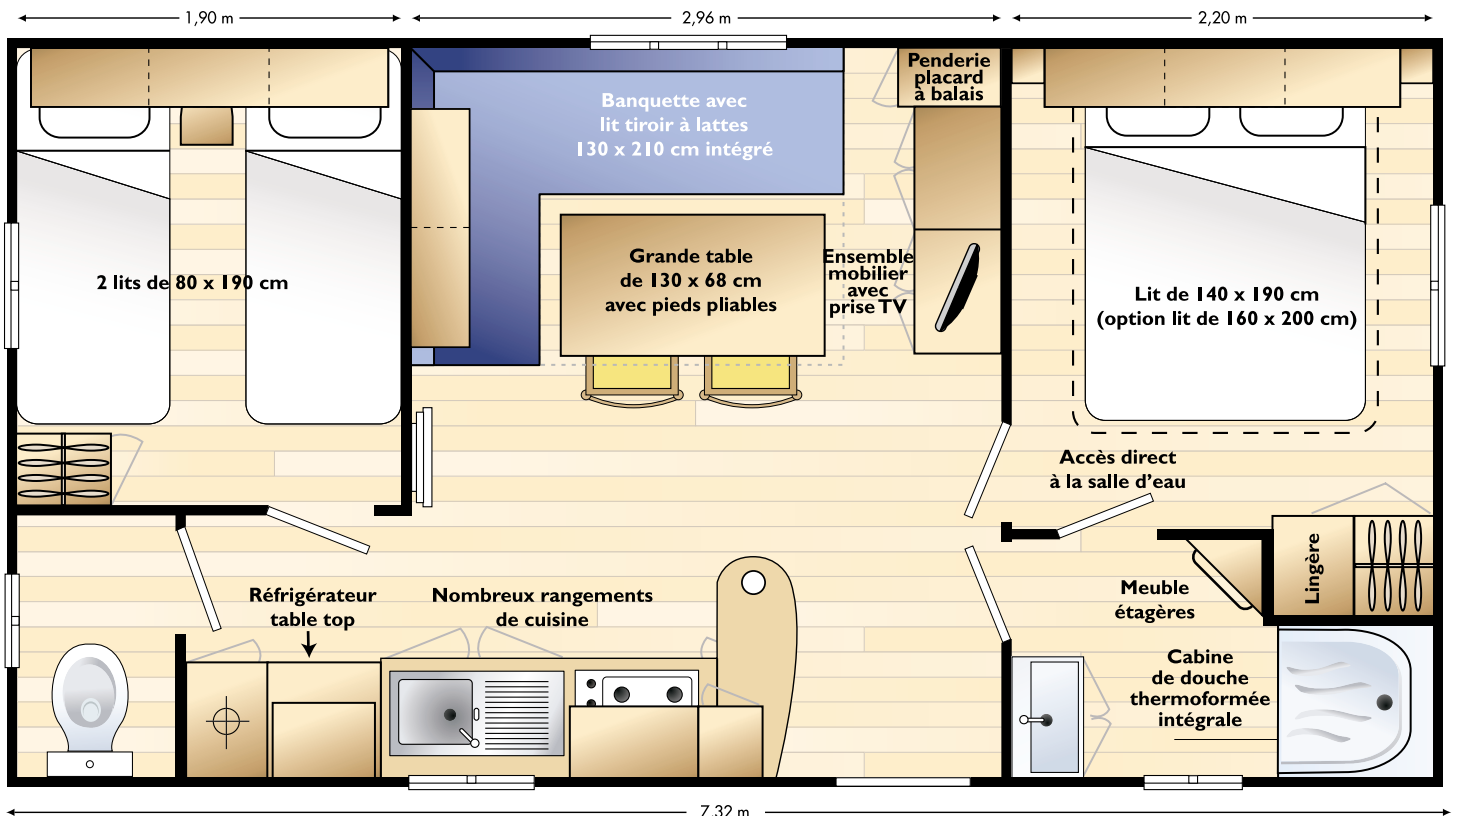 1,90 m
2,96 m
2,20 m
Penderie
placard
à balais
Banquette avec
lit tiroir à lattes
130 x 210 cm intégré
2 lits de 80 x 190 cm
Grande table
de 130 x 68 cm
avec pieds pliables
Ensemble
mobilier
avec
prise TV
Lit de 140 x 190 cm
(option lit de 160 x 200 cm)
Accès direct
à la salle d'eau
Réfrigérateur
table top
Nombreux rangements
de cuisine
Meuble
étagères
Lingère
Cabine
de douche
thermoformée
intégrale
7,32 m